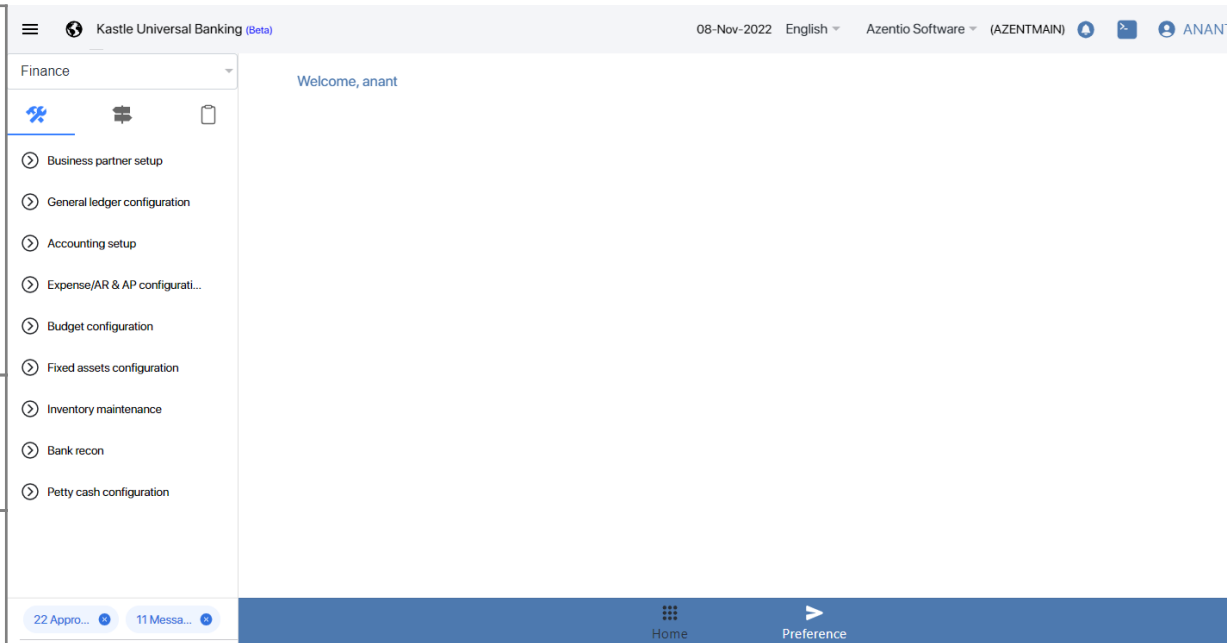 Kastle Universal Banking (Beta)
08-Nov-2022 English Azentio Software (AZENTMAIN) ANANT
Finance
Welcome, anant
Business partner setup
General ledger configuration
Accounting setup
Expense/AR & AP configurati...
Budget configuration
Fixed assets configuration
Inventory maintenance
Bank recon
Petty cash configuration
22 Appro... 11 Messa...
Home Preference